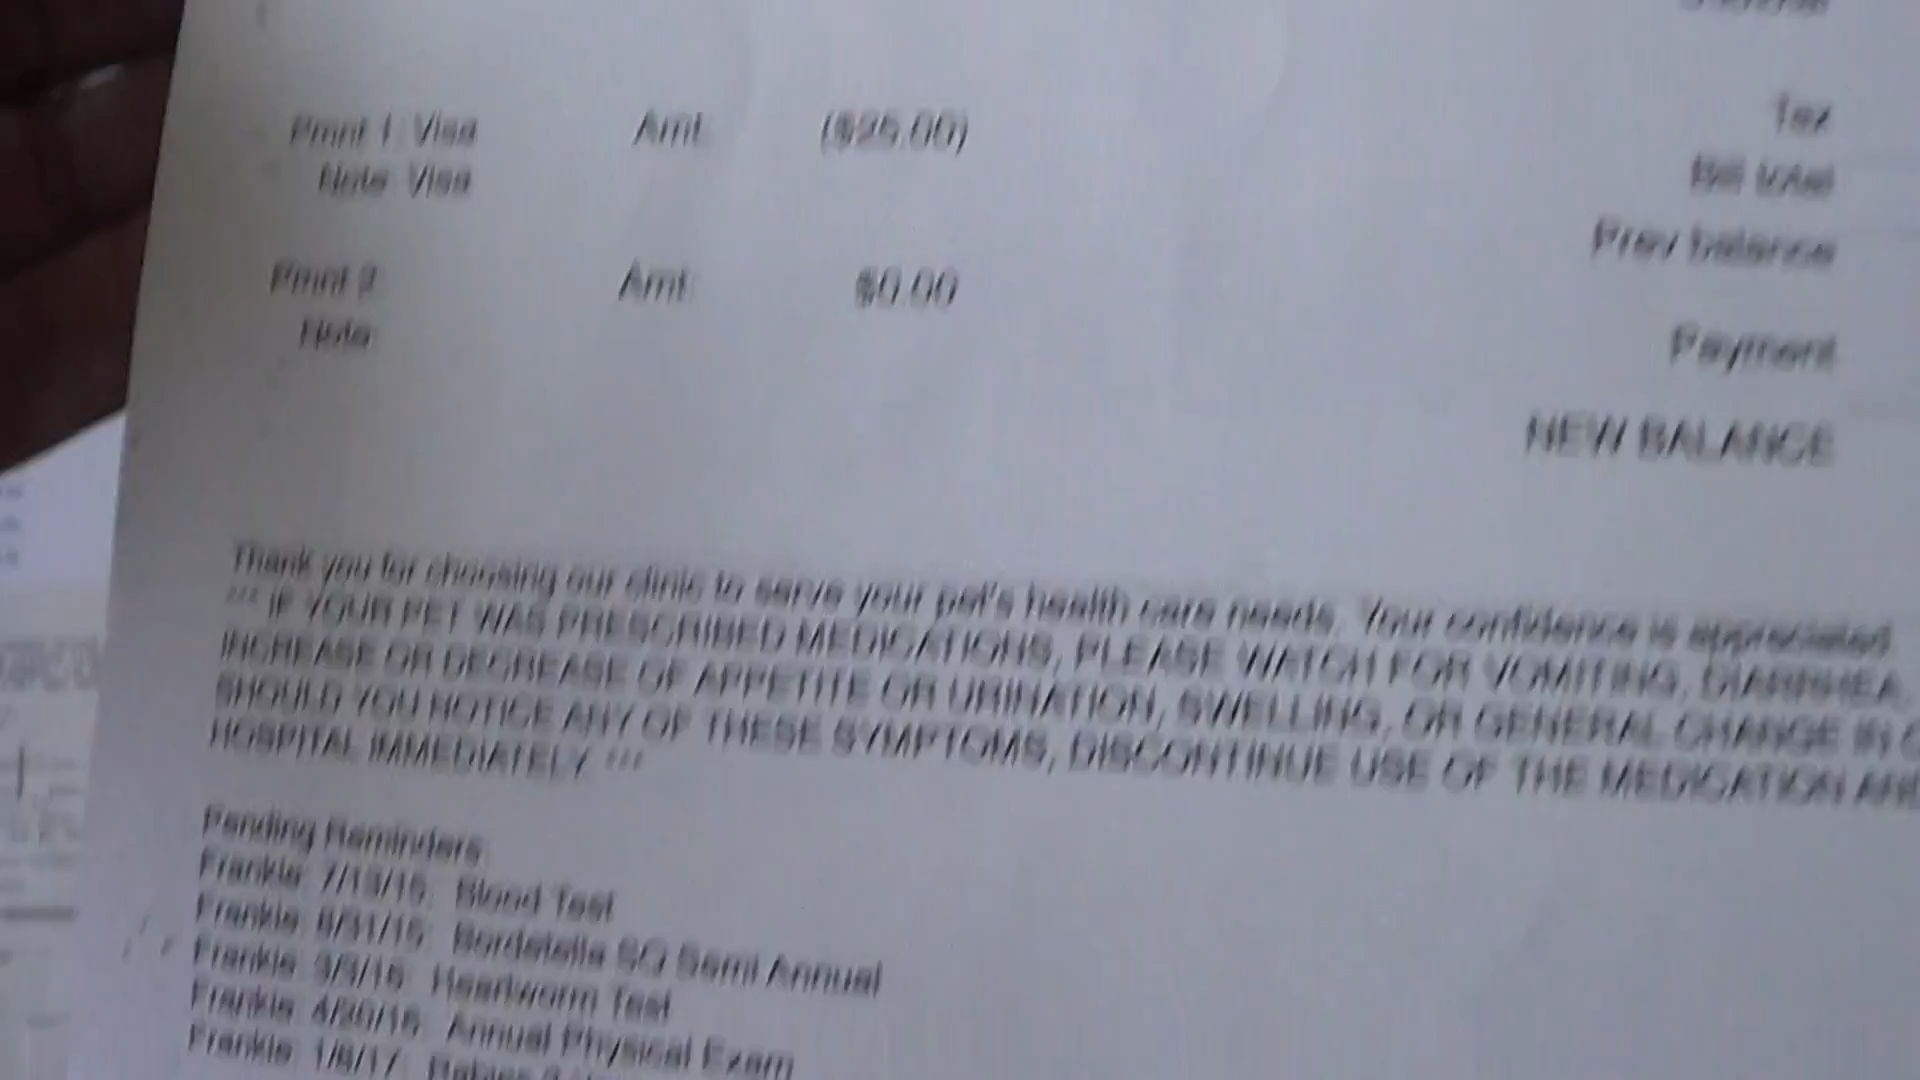 Pmnt 1: Visa Amt: ($25.00)
Tax
Note: Visa
Bill total
Prev balance
Pmnt 2: Amt: $0.00
Note:
Payment
NEW BALANCE
Thank you for choosing our clinic to serve your pet's health care needs. Your confidence is appreciated.
*** IF YOUR PET WAS PRESCRIBED MEDICATIONS, PLEASE WATCH FOR VOMITING, DIARRHEA,
INCREASE OR DECREASE OF APPETITE OR URINATION, SWELLING, OR GENERAL CHANGE IN
SHOULD YOU NOTICE ANY OF THESE SYMPTOMS, DISCONTINUE USE OF THE MEDICATION AND
HOSPITAL IMMEDIATELY ***
Pending Reminders
Frankie: 7/13/15: Blood Test
Frankie: 8/31/15: Bordetella SQ Semi Annual
Frankie: 3/3/16: Heartworm Test
Frankie: 4/30/16: Annual Physical Exam
Frankie: Rabies